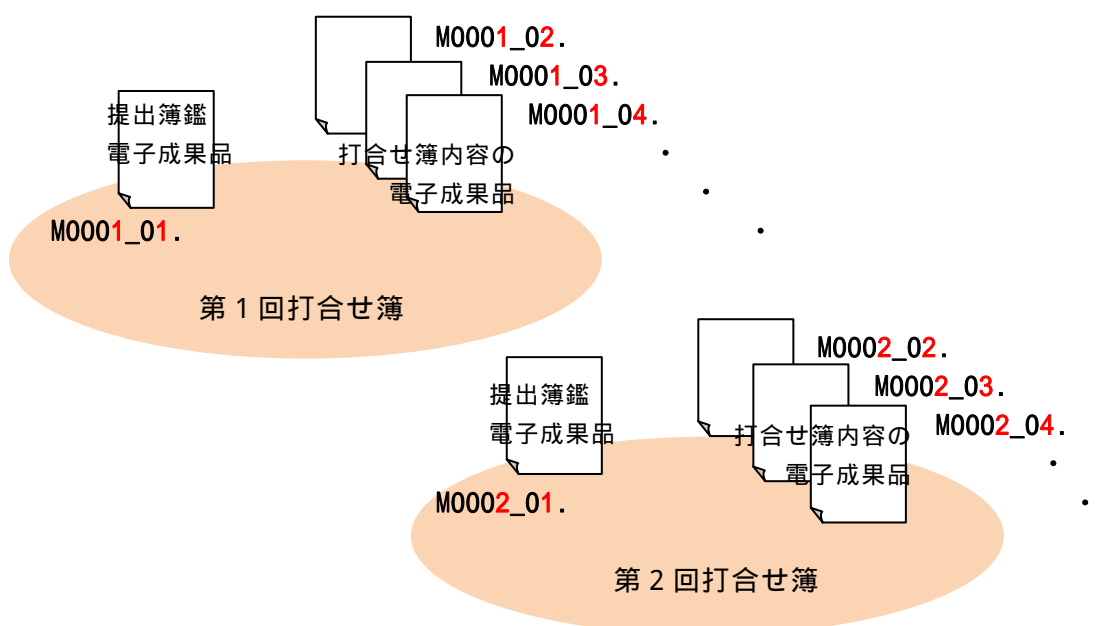 M0001_02.
M0001_03.
M0001_04.
提出簿鑑
電子成果品
打合せ簿内容の
電子成果品
M0001_01.
第１回打合せ簿
M0002_02.
M0002_03.
M0002_04.
提出簿鑑
電子成果品
打合せ簿内容の
電子成果品
M0002_01.
第２回打合せ簿